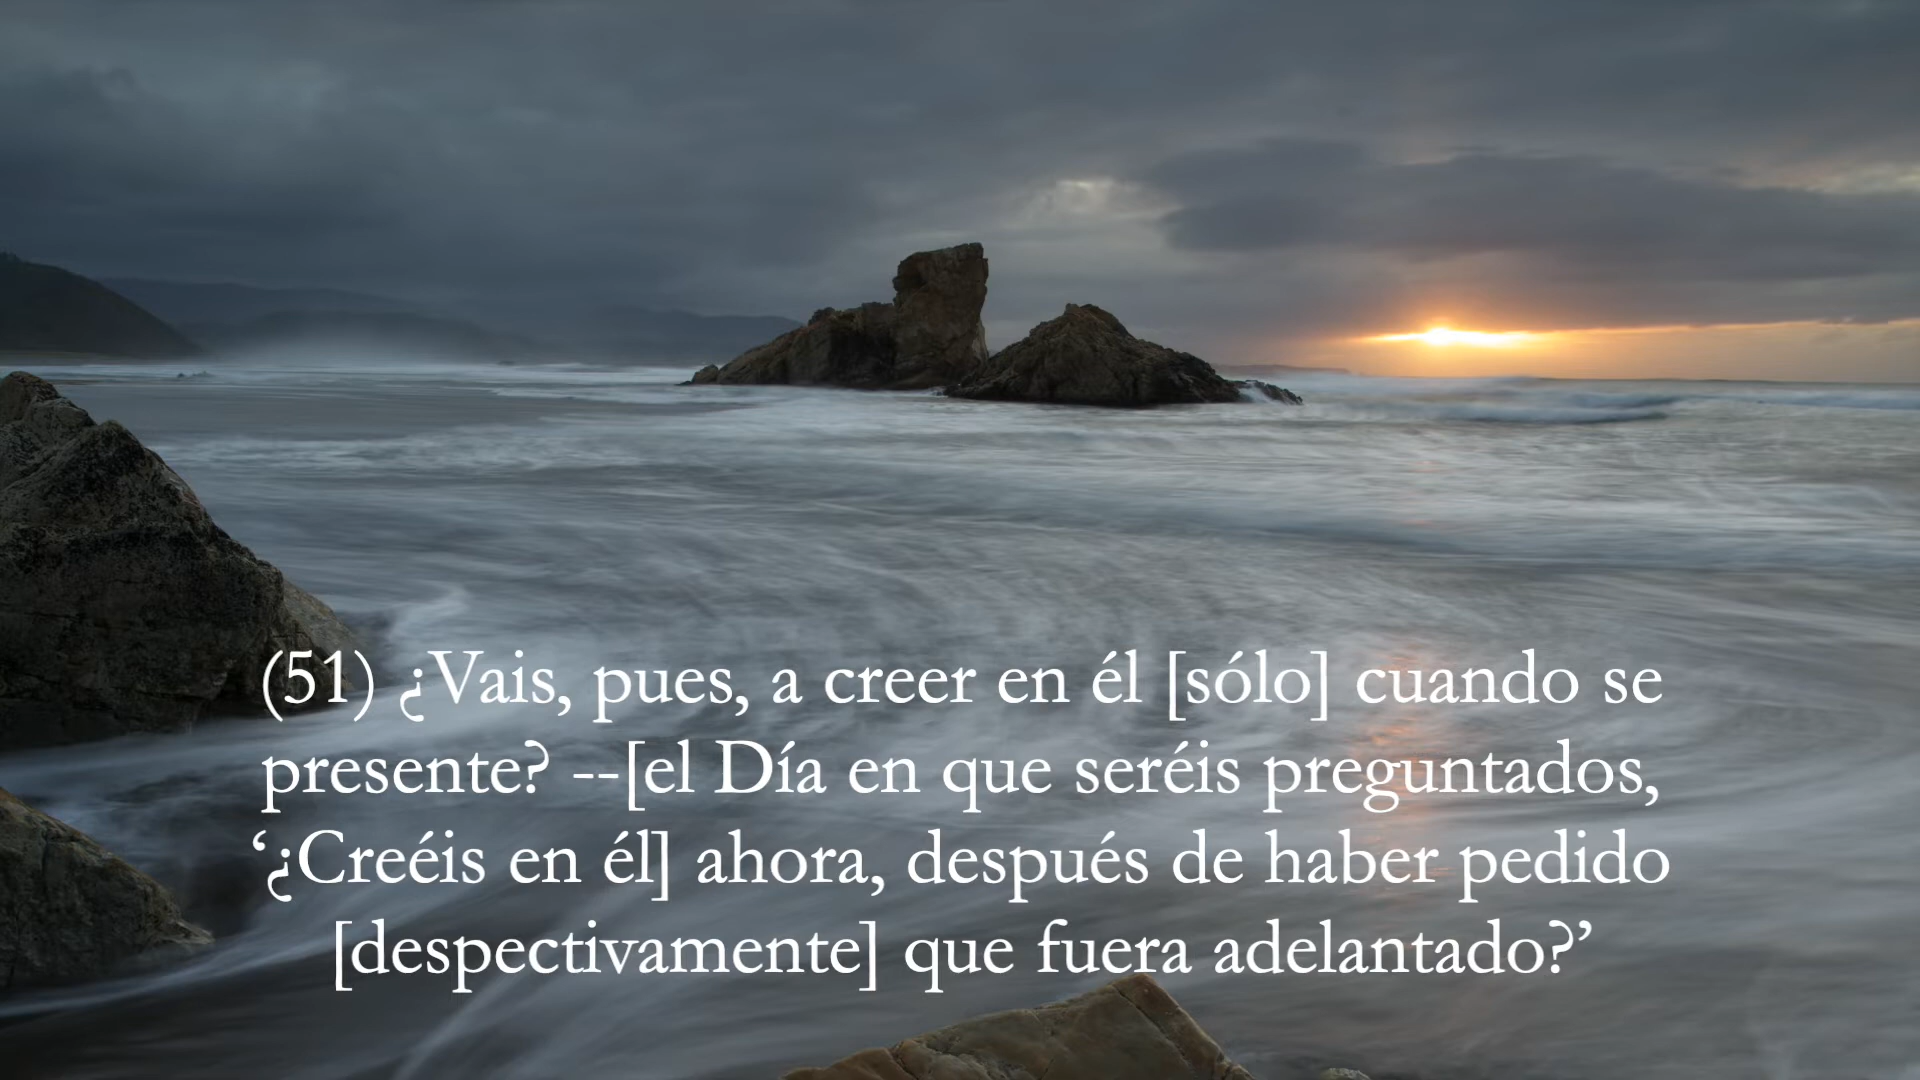 (51) ¿Vais, pues, a creer en él [sólo] cuando se
presente? --[el Día en que seréis preguntados,
‘¿Creéis en él] ahora, después de haber pedido
[despectivamente] que fuera adelantado?’